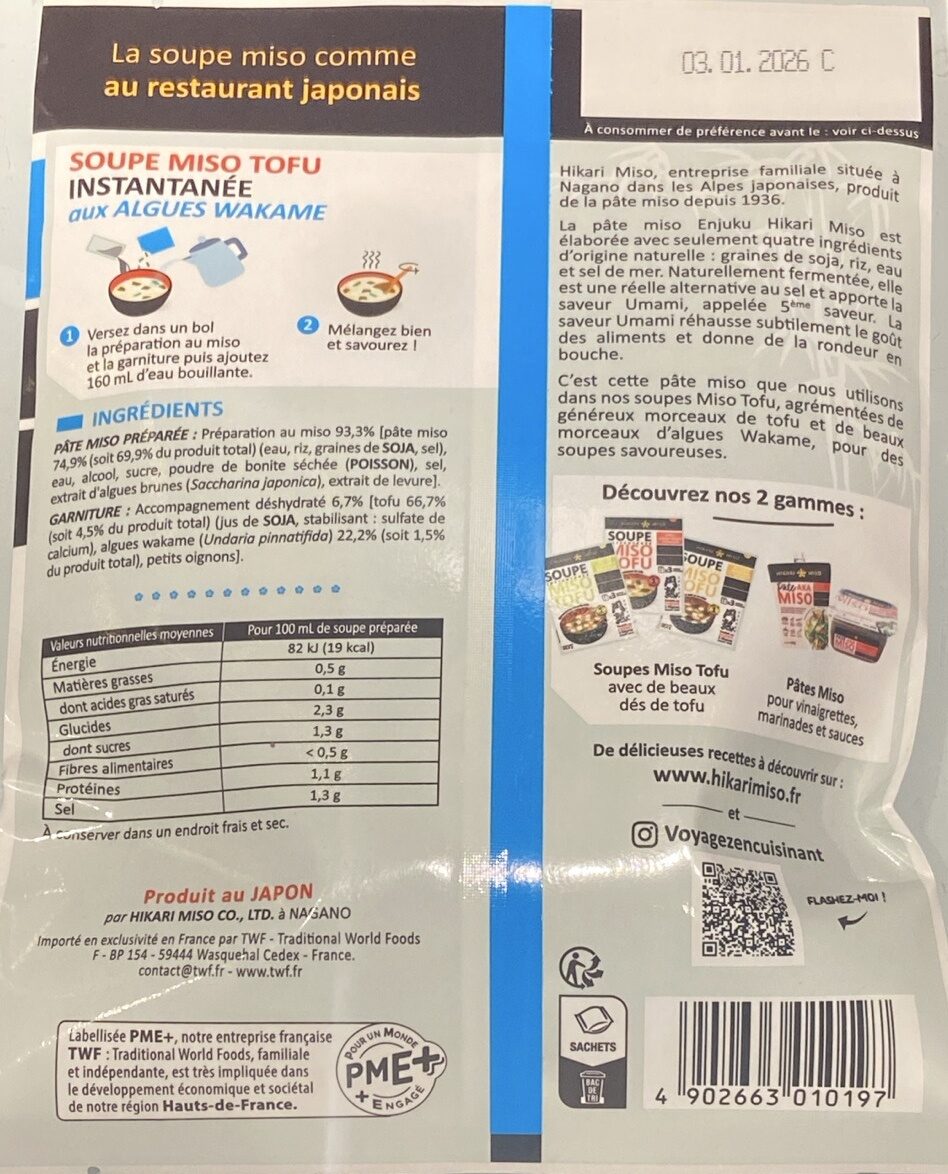 La soupe miso comme
au restaurant japonais
SOUPE MISO TOFU
INSTANTANÉE
aux ALGUES WAKAME
1 Versez dans un bol
la préparation au miso
et la garniture puis ajoutez
160 mL d'eau bouillante.
2 Mélangez bien
et savourez !
INGRÉDIENTS
PÂTE MISO PRÉPARÉE : Préparation au miso 93,3% [pâte miso
74,9% (soit 69,9% du produit total) (eau, riz, graines de SOJA, sel),
eau, alcool, sucre, poudre de bonite séchée (POISSON), sel,
extrait d'algues brunes (Saccharina japonica), extrait de levure].
GARNITURE : Accompagnement déshydraté 6,7% [tofu 66,7%
(soit 4,5% du produit total) (jus de SOJA, stabilisant : sulfate de
calcium), algues wakame (Undaria pinnatifida) 22,2% (soit 1,5%
du produit total), petits oignons].
Valeurs nutritionnelles moyennes Pour 100 mL de soupe préparée
Énergie 82 kJ (19 kcal)
Matières grasses 0,5 g
dont acides gras saturés 0,1 g
Glucides 2,3 g
dont sucres 1,3 g
Fibres alimentaires < 0,5 g
Protéines 1,1 g
Sel 1,3 g
À conserver dans un endroit frais et sec.
Produit au JAPON
par HIKARI MISO CO., LTD. à NAGANO
Importé en exclusivité en France par TWF - Traditional World Foods
F - BP 154 - 59444 Wasquehal Cedex - France.
contact@twf.fr - www.twf.fr
Labellisée PME+, notre entreprise française
TWF : Traditional World Foods, familiale
et indépendante, est très impliquée dans
le développement économique et sociétal
de notre région Hauts-de-France.
POUR UN MONDE
PME+
+ ENGAGÉ
03. 01. 2026 C
À consommer de préférence avant le : voir ci-dessus
Hikari Miso, entreprise familiale située à
Nagano dans les Alpes japonaises, produit
de la pâte miso depuis 1936.
La pâte miso Enjuku Hikari Miso est
élaborée avec seulement quatre ingrédients
d'origine naturelle : graines de soja, riz, eau
et sel de mer. Naturellement fermentée, elle
est une réelle alternative au sel et apporte la
saveur Umami, appelée 5ème saveur. La
saveur Umami réhausse subtilement le goût
des aliments et donne de la rondeur en
bouche.
C'est cette pâte miso que nous utilisons
dans nos soupes Miso Tofu, agrémentées de
généreux morceaux de tofu et de beaux
morceaux d'algues Wakame, pour des
soupes savoureuses.
Découvrez nos 2 gammes :
SOUPE
MISO
TOFU
SOUPE
MISO
TOFU
SOUPE
MISO
TOFU
AKA
MISO
Soupes Miso Tofu
avec de beaux
dés de tofu
Pâtes Miso
pour vinaigrettes,
marinades et sauces
De délicieuses recettes à découvrir sur :
www.hikarimiso.fr
et
Voyagezencuisinant
FLASHEZ-MOI !
SACHETS
BAC
DE
TRI
4 902663 010197